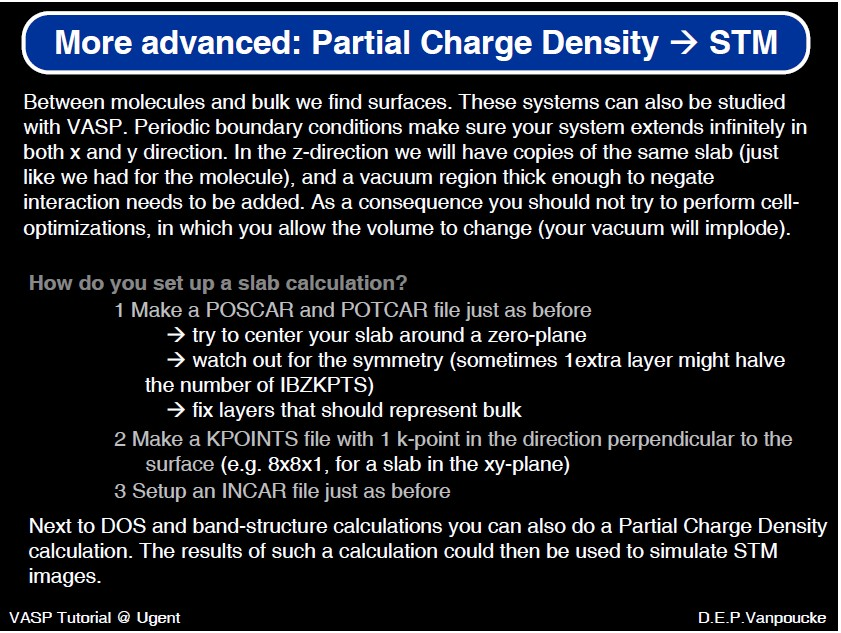 More advanced: Partial Charge Density → STM
Between molecules and bulk we find surfaces. These systems can also be studied
with VASP. Periodic boundary conditions make sure your system extends infinitely in
both x and y direction. In the z-direction we will have copies of the same slab (just
like we had for the molecule), and a vacuum region thick enough to negate
interaction needs to be added. As a consequence you should not try to perform cell-
optimizations, in which you allow the volume to change (your vacuum will implode).
How do you set up a slab calculation?
1 Make a POSCAR and POTCAR file just as before
→ try to center your slab around a zero-plane
→ watch out for the symmetry (sometimes 1extra layer might halve
the number of IBZKPTS)
→ fix layers that should represent bulk
2 Make a KPOINTS file with 1 k-point in the direction perpendicular to the
surface (e.g. 8x8x1, for a slab in the xy-plane)
3 Setup an INCAR file just as before
Next to DOS and band-structure calculations you can also do a Partial Charge Density
calculation. The results of such a calculation could then be used to simulate STM
images.
VASP Tutorial @ Ugent
D.E.P.Vanpoucke